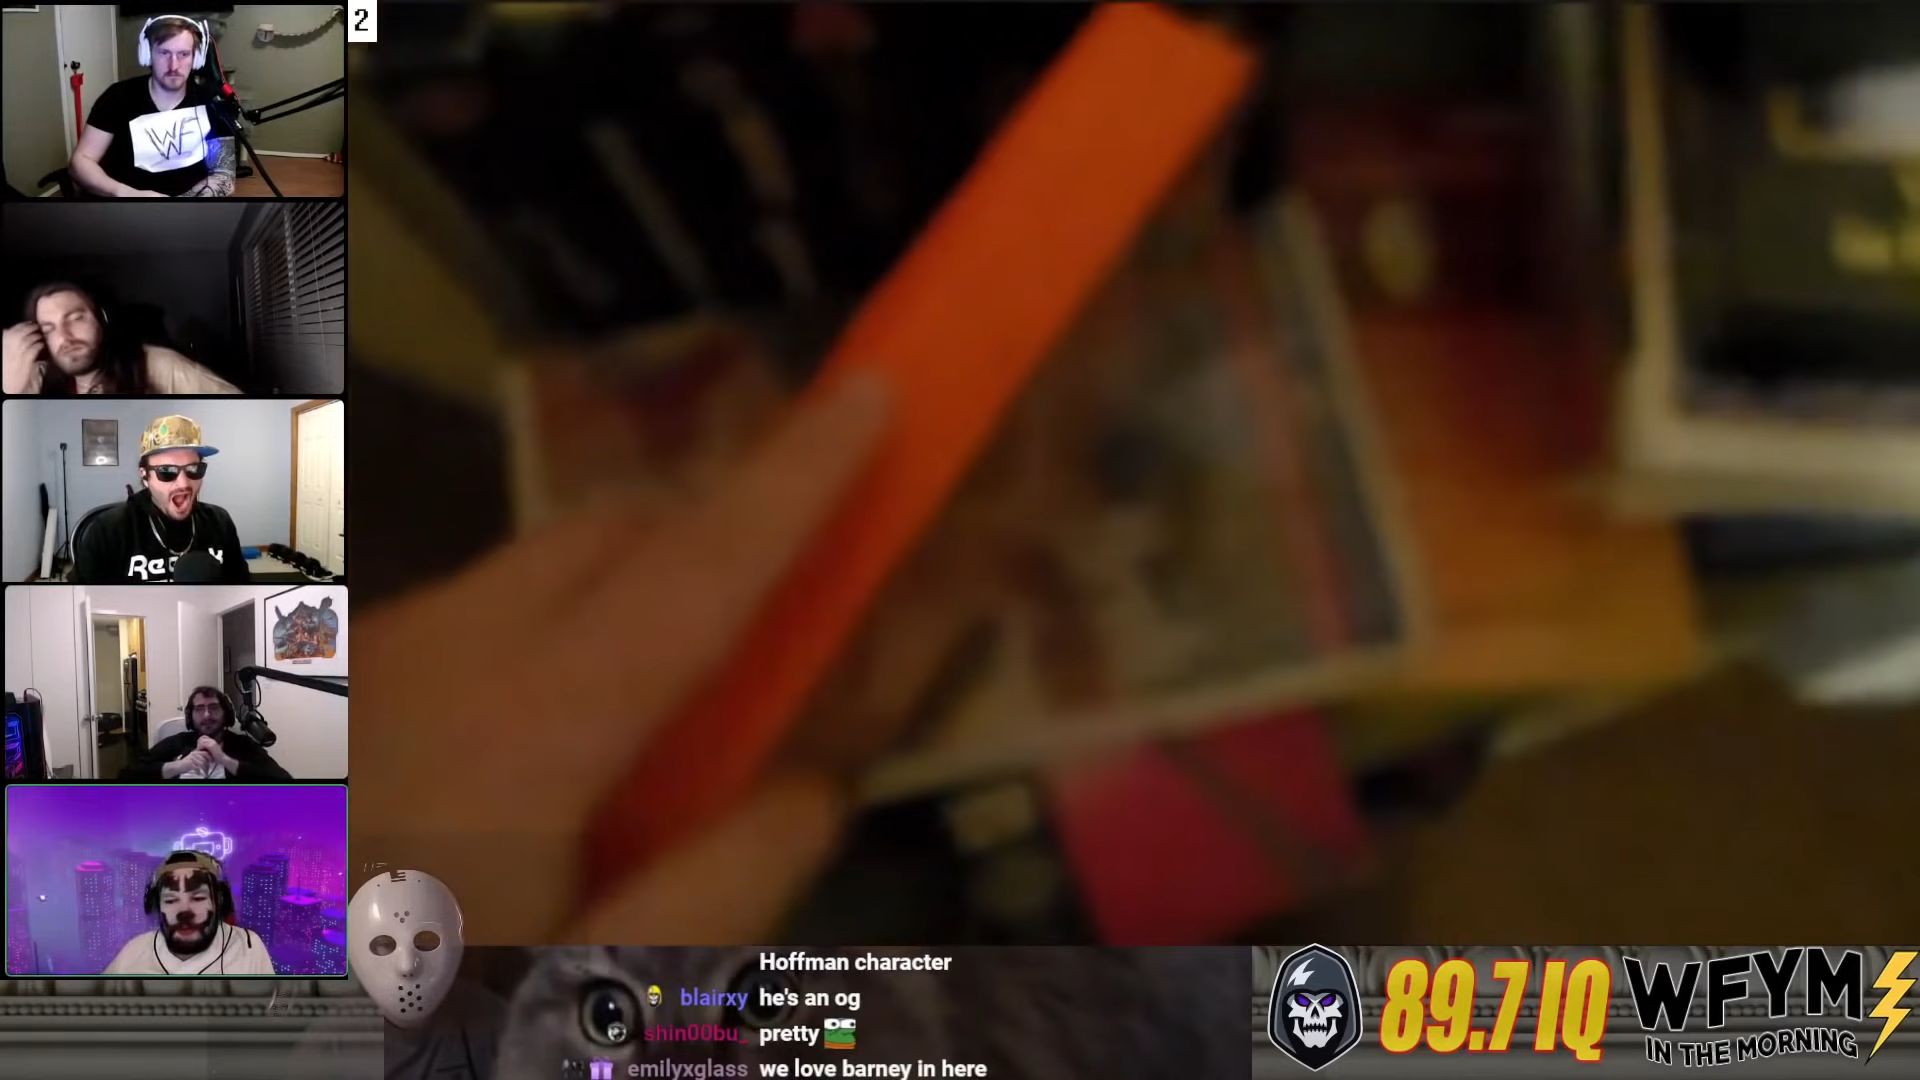 2
WF
W
Hoffman character
blairxy he's an og
shin00bu_ pretty
emilyxglass we love barney in here
89.7 IQ
WFYM
IN THE MORNING